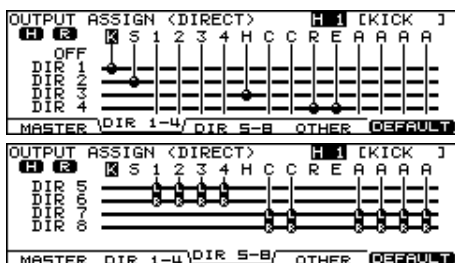 OUTPUT ASSIGN (DIRECT) H 1 [KICK ]
H R K S 1 2 3 4 H C C R E A A A A
OFF
DIR 1
DIR 2
DIR 3
DIR 4
MASTER DIR 1-4 DIR 5-8 OTHER DEFAULT
OUTPUT ASSIGN (DIRECT) H 1 [KICK ]
H R K S 1 2 3 4 H C C R E A A A A
DIR 5
DIR 6
DIR 7
DIR 8
MASTER DIR 1-4 DIR 5-8 OTHER DEFAULT